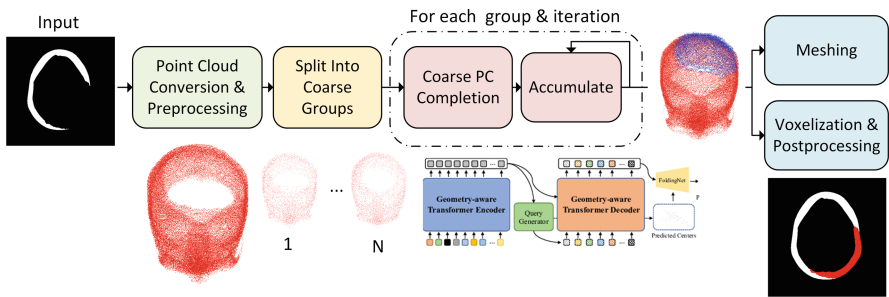 Input
For each group & iteration
Point Cloud
Conversion &
Preprocessing
Split Into
Coarse
Groups
Coarse PC
Completion
Accumulate
Meshing
Voxelization &
Postprocessing
1
...
N
...
...
Geometry-aware
Transformer Encoder
Query
Generator
Geometry-aware
Transformer Decoder
FoldingNet
P
Predicted Centers
...
...